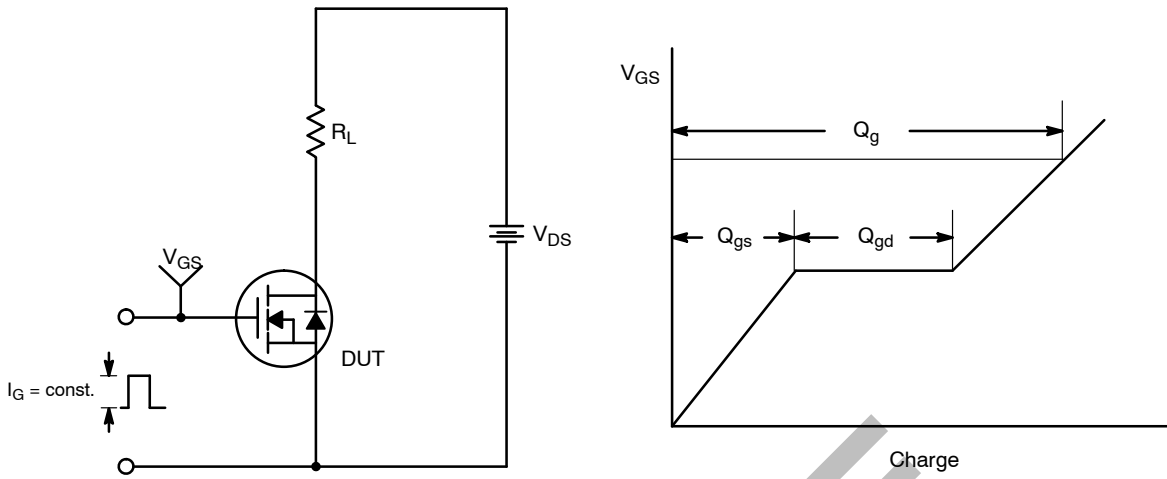 R_L
V_DS
V_GS
DUT
I_G = const.
V_GS
Q_g
Q_gs
Q_gd
Charge